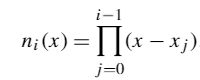 n_i(x) = \prod_{j=0}^{i-1} (x - x_j)